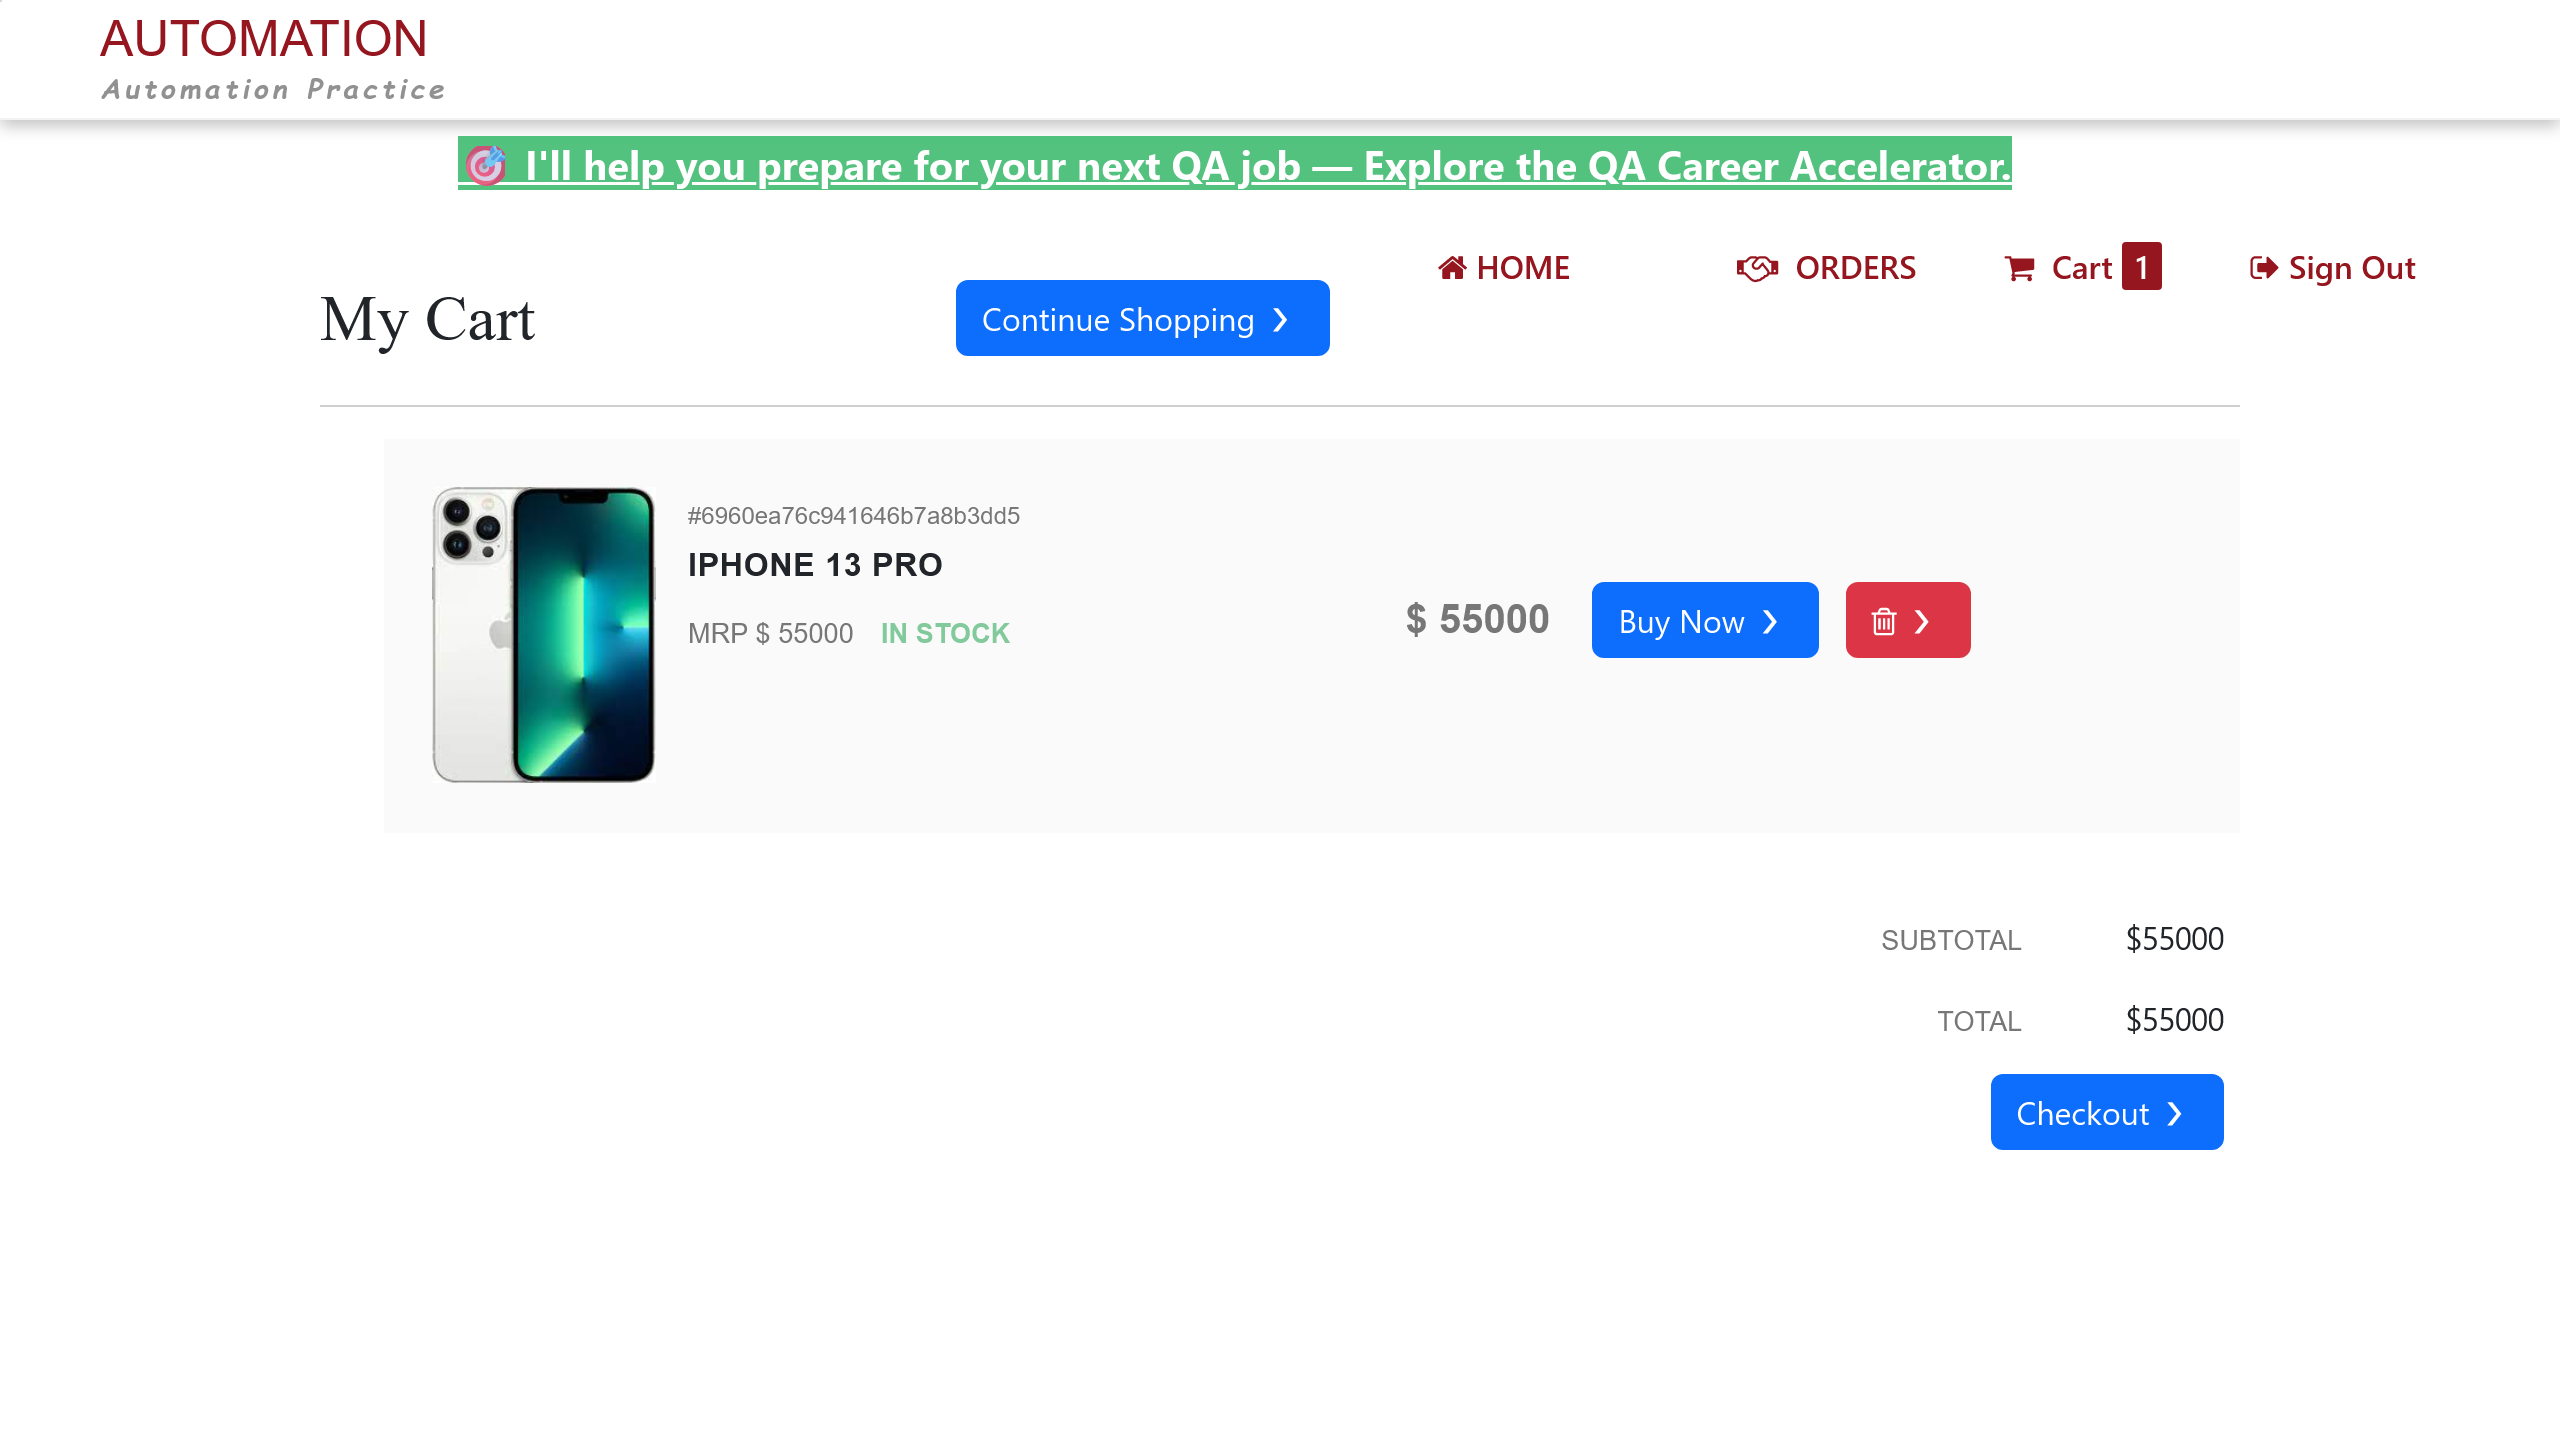 AUTOMATION
Automation Practice
🎯 I'll help you prepare for your next QA job — Explore the QA Career Accelerator.
HOME
ORDERS
Cart 1
Sign Out
My Cart
Continue Shopping ❯
#6960ea76c941646b7a8b3dd5
IPHONE 13 PRO
MRP $ 55000 IN STOCK
$ 55000
Buy Now ❯
❯
SUBTOTAL $55000
TOTAL $55000
Checkout ❯